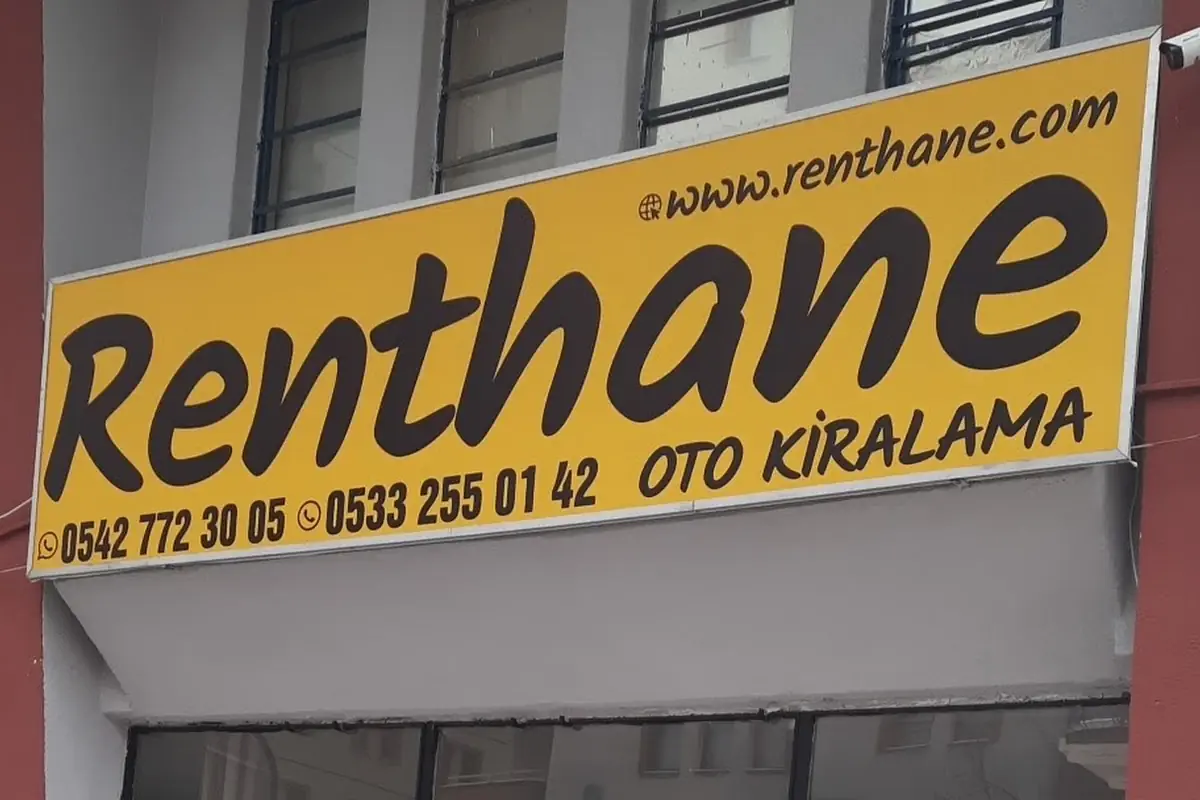 www.renthane.com
Renthane
OTO KİRALAMA
0542 772 30 05 0533 255 01 42